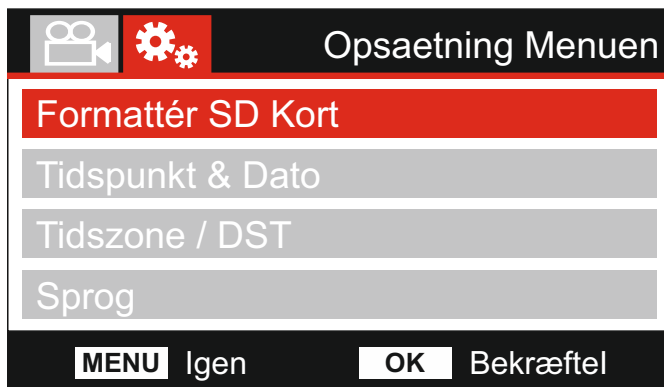 Opsaetning Menuen
Formattér SD Kort
Tidspunkt & Dato
Tidszone / DST
Sprog
MENU Igen OK Bekræftel